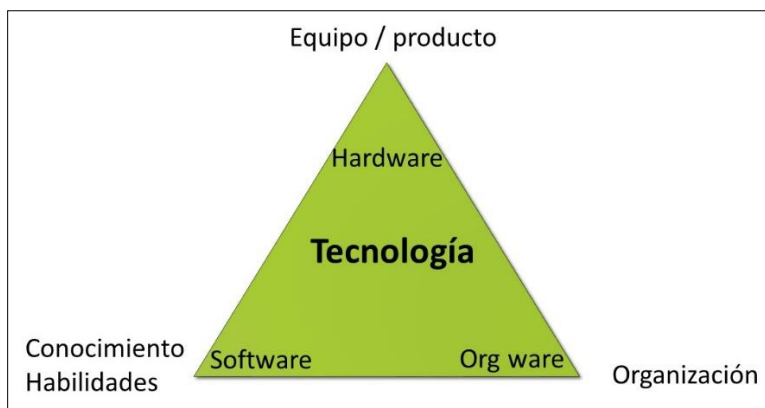 Equipo / producto
Hardware
Tecnología
Conocimiento
Habilidades
Software
Org ware
Organización